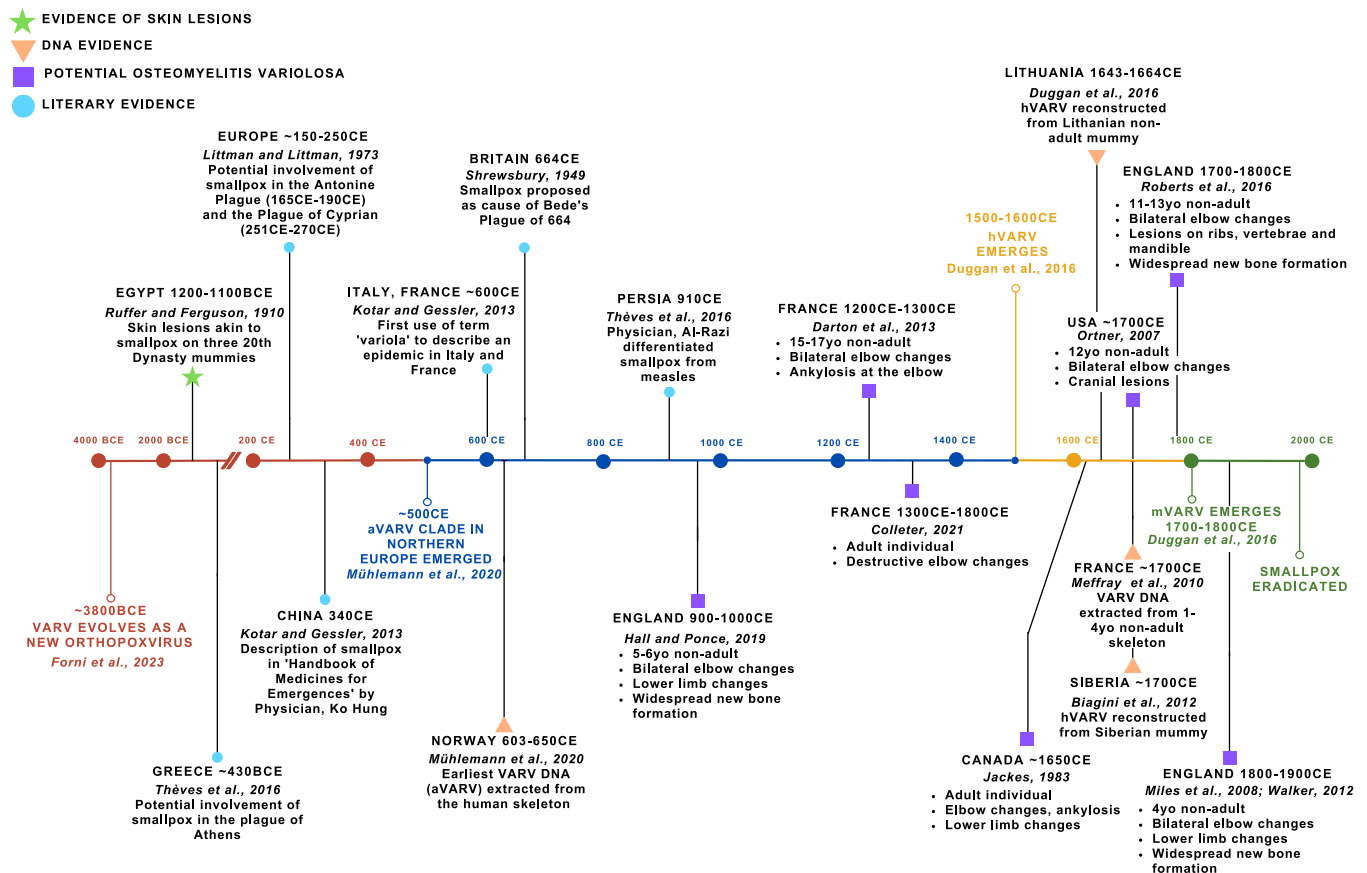 EVIDENCE OF SKIN LESIONS
DNA EVIDENCE
POTENTIAL OSTEOMYELITIS VARIOLOSA
LITERARY EVIDENCE
EUROPE ~150-250CE
Littman and Littman, 1973
Potential involvement of
smallpox in the Antonine
Plague (165CE-190CE)
and the Plague of Cyprian
(251CE-270CE)
BRITAIN 664CE
Shrewsbury, 1949
Smallpox proposed
as cause of Bede's
Plague of 664
LITHUANIA 1643-1664CE
Duggan et al., 2016
hVARV reconstructed
from Lithanian non-
adult mummy
ENGLAND 1700-1800CE
Roberts et al., 2016
• 11-13yo non-adult
• Bilateral elbow changes
• Lesions on ribs, vertebrae and
mandible
• Widespread new bone formation
1500-1600CE
hVARV
EMERGES
Duggan et al., 2016
EGYPT 1200-1100BCE
Ruffer and Ferguson, 1910
Skin lesions akin to
smallpox on three 20th
Dynasty mummies
ITALY, FRANCE ~600CE
Kotar and Gessler, 2013
First use of term
'variola' to describe an
epidemic in Italy and
France
PERSIA 910CE
Thèves et al., 2016
Physician, Al-Razi
differentiated
smallpox from
measles
FRANCE 1200CE-1300CE
Darton et al., 2013
• 15-17yo non-adult
• Bilateral elbow changes
• Ankylosis at the elbow
USA ~1700CE
Ortner, 2007
• 12yo non-adult
• Bilateral elbow changes
• Cranial lesions
4000 BCE
2000 BCE
200 CE
400 CE
600 CE
800 CE
1000 CE
1200 CE
1400 CE
1600 CE
1800 CE
2000 CE
~3800BCE
VARV EVOLVES AS A
NEW ORTHOPOXVIRUS
Forni et al., 2023
~500CE
aVARV CLADE IN
NORTHERN
EUROPE EMERGED
Mühlemann et al., 2020
FRANCE 1300CE-1800CE
Colleter, 2021
• Adult individual
• Destructive elbow changes
mVARV EMERGES
1700-1800CE
Duggan et al., 2016
SMALLPOX
ERADICATED
FRANCE ~1700CE
Meffray et al., 2010
VARV DNA
extracted from 1-
4yo non-adult
skeleton
CHINA 340CE
Kotar and Gessler, 2013
Description of smallpox
in 'Handbook of
Medicines for
Emergences' by
Physician, Ko Hung
ENGLAND 900-1000CE
Hall and Ponce, 2019
• 5-6yo non-adult
• Bilateral elbow changes
• Lower limb changes
• Widespread new bone
formation
SIBERIA ~1700CE
Biagini et al., 2012
hVARV reconstructed
from Siberian mummy
NORWAY 603-650CE
Mühlemann et al., 2020
Earliest VARV DNA
(aVARV) extracted from
the human skeleton
GREECE ~430BCE
Thèves et al., 2016
Potential involvement of
smallpox in the plague of
Athens
CANADA ~1650CE
Jackes, 1983
• Adult individual
• Elbow changes, ankylosis
• Lower limb changes
ENGLAND 1800-1900CE
Miles et al., 2008; Walker, 2012
• 4yo non-adult
• Bilateral elbow changes
• Lower limb changes
• Widespread new bone
formation